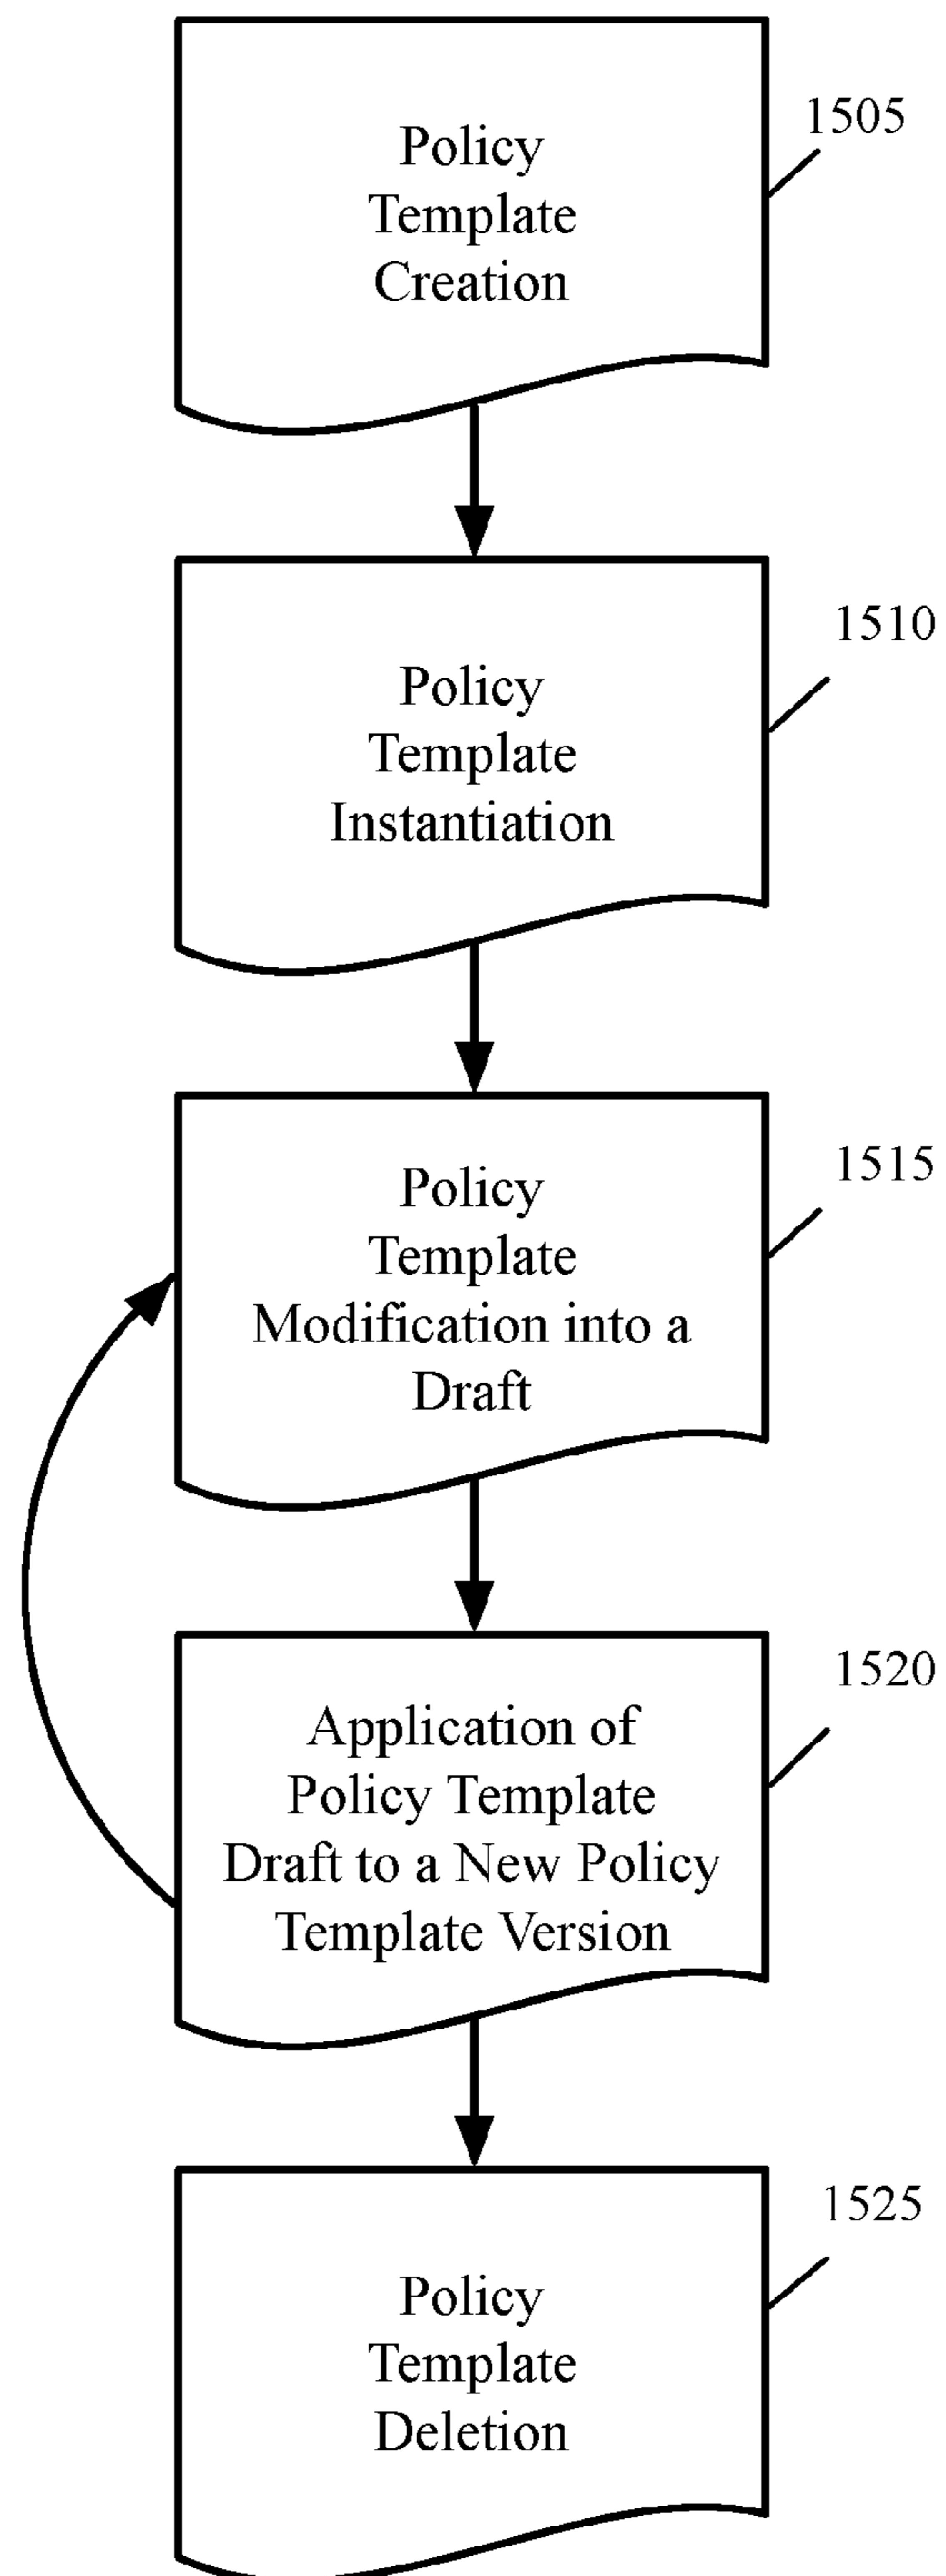 Policy
Template
Creation
1505
Policy
Template
Instantiation
1510
Policy
Template
Modification into a
Draft
1515
Application of
Policy Template
Draft to a New Policy
Template Version
1520
Policy
Template
Deletion
1525